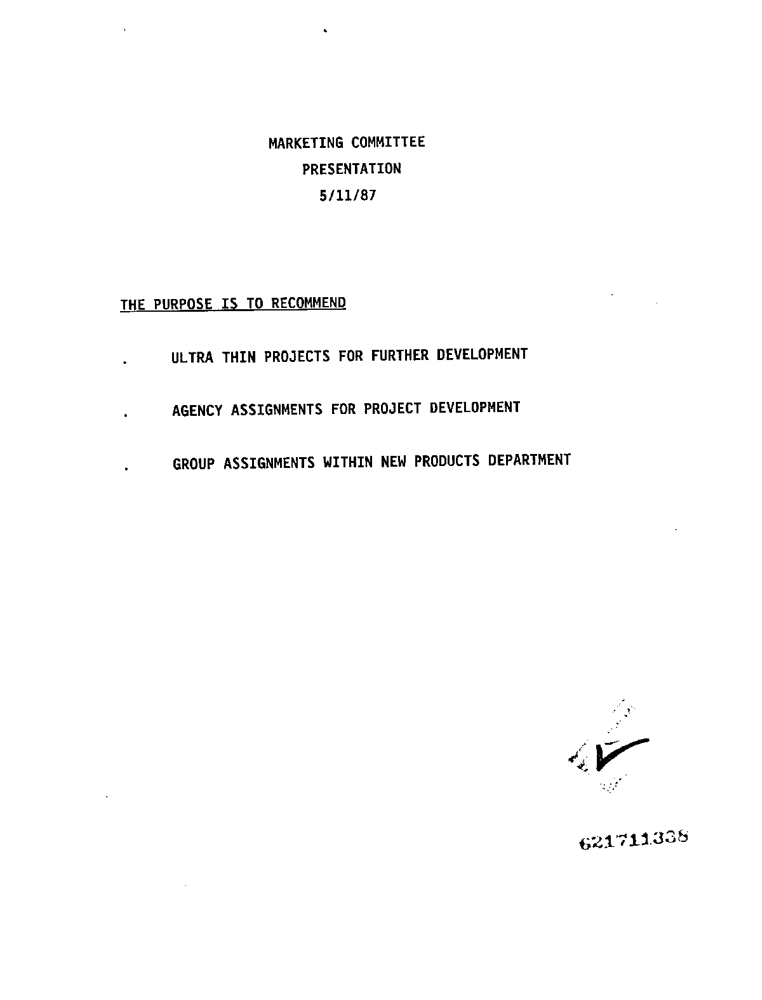 MARKETING COMMITTEE
PRESENTATION
5/11/87
THE PURPOSE IS TO RECOMMEND
. ULTRA THIN PROJECTS FOR FURTHER DEVELOPMENT
. AGENCY ASSIGNMENTS FOR PROJECT DEVELOPMENT
. GROUP ASSIGNMENTS WITHIN NEW PRODUCTS DEPARTMENT
621711338